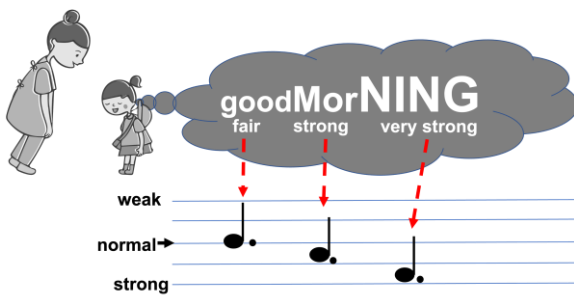 goodMorNING
fair strong very strong
weak
normal
strong